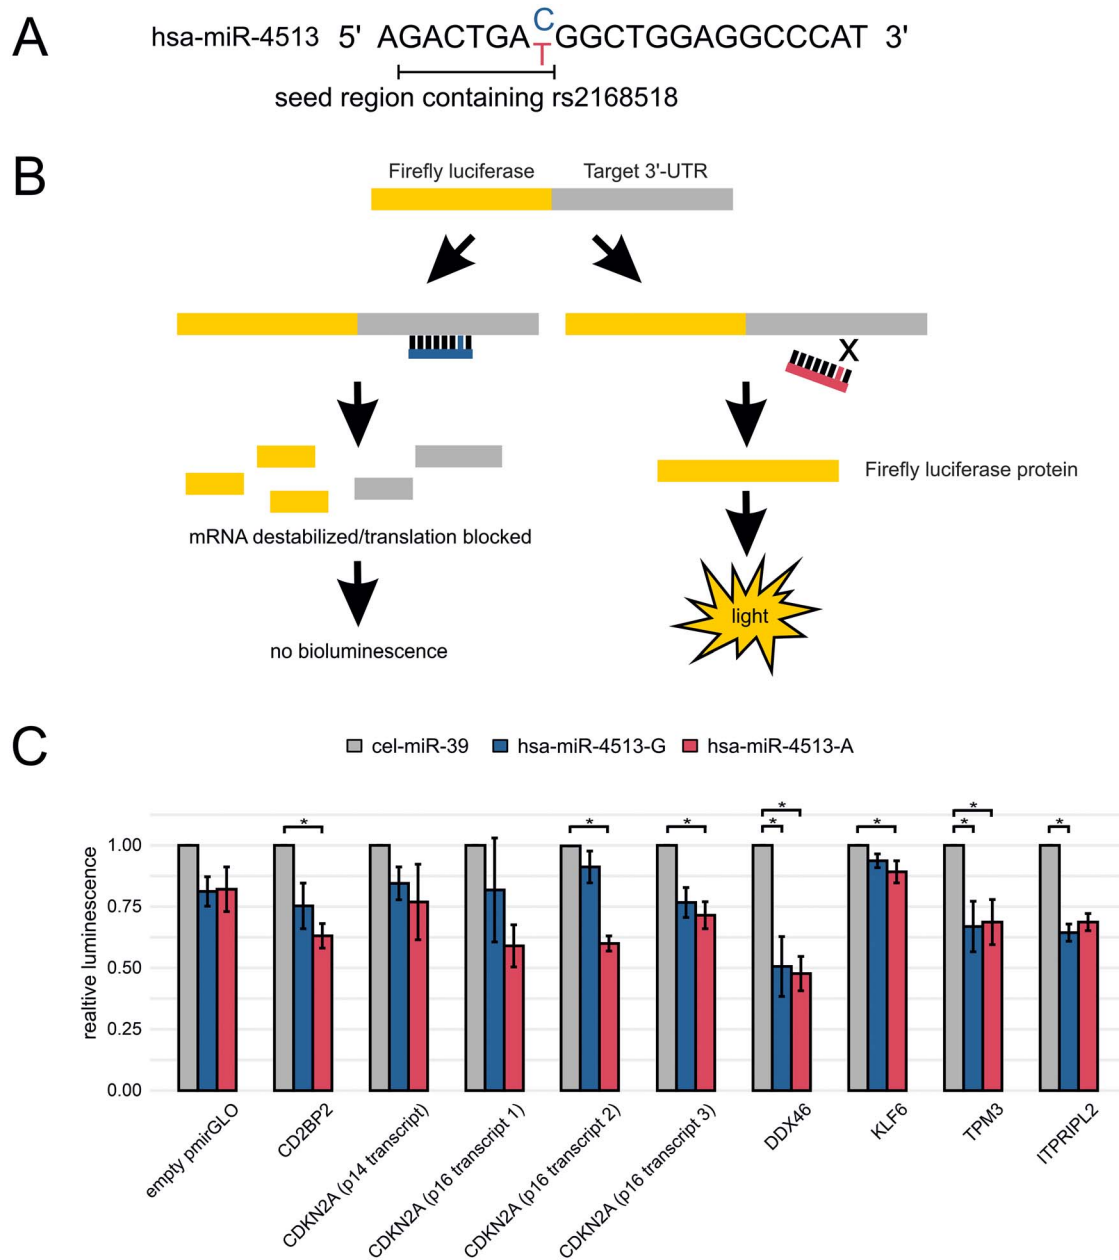 A
hsa-miR-4513 5' AGACTGA C GGCTGGAGGCCCAT 3'
T
seed region containing rs2168518
B
Firefly luciferase Target 3'-UTR
X
Firefly luciferase protein
mRNA destabilized/translation blocked
light
no bioluminescence
C
cel-miR-39 hsa-miR-4513-G hsa-miR-4513-A
realtive luminescence
1.00
0.75
0.50
0.25
0.00
* * * * * * * * *
empty pmirGLO
CD2BP2
CDKN2A (p14 transcript)
CDKN2A (p16 transcript 1)
CDKN2A (p16 transcript 2)
CDKN2A (p16 transcript 3)
DDX46
KLF6
TPM3
ITPRIPL2